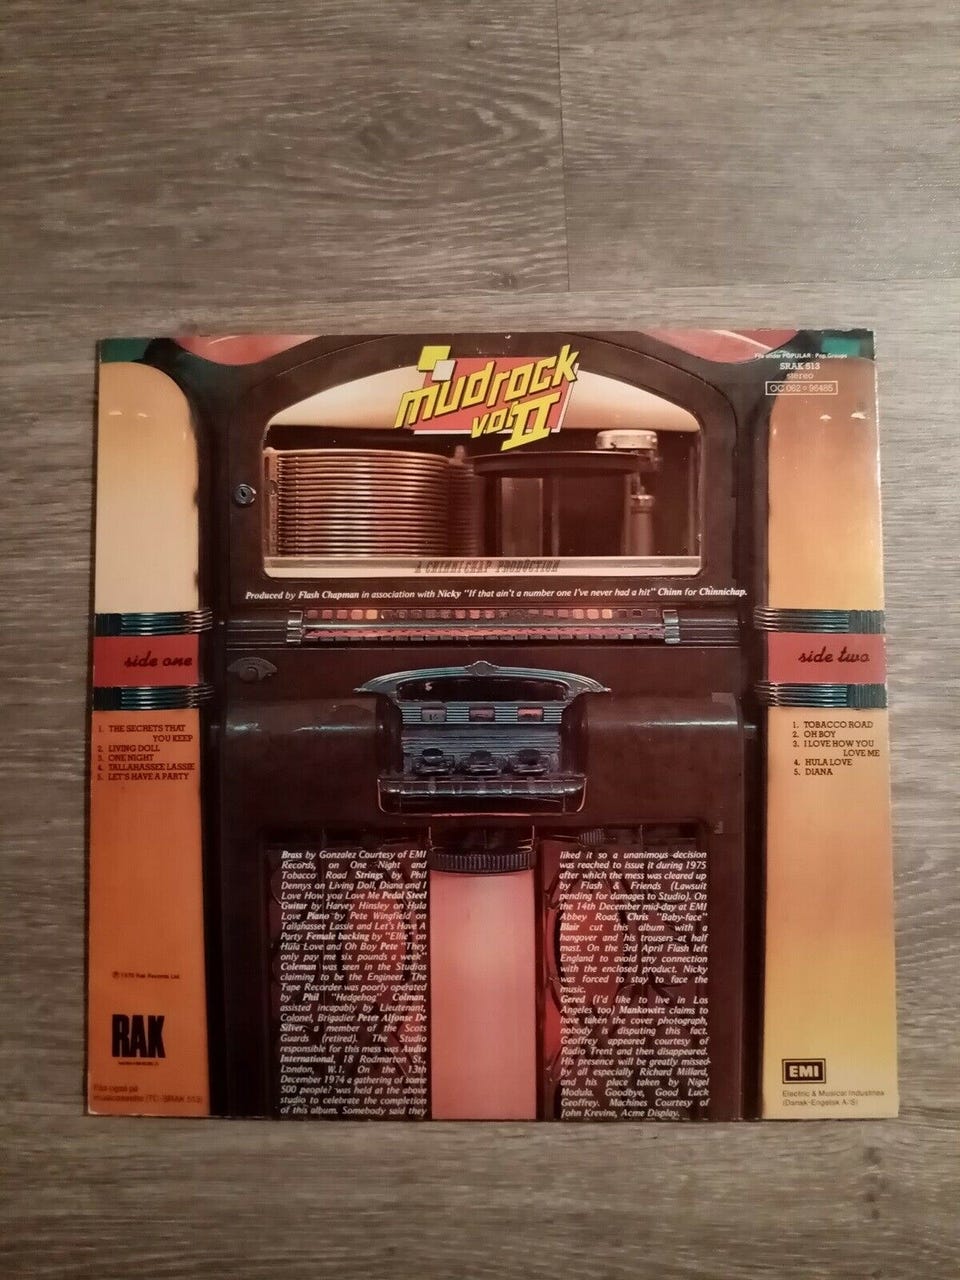 File under POPULAR: Pop Groups
SRAK 513
stereo
OC 062 o 96485
mudrock
vol II
A CHINNICHAP PRODUCTION
Produced by Flash Chapman in association with Nicky "If that ain't a number one I've never had a hit" Chinn for Chinnichap.
side one
1. THE SECRETS THAT
YOU KEEP
2. LIVING DOLL
3. ONE NIGHT
4. TALLAHASSEE LASSIE
5. LET'S HAVE A PARTY
side two
1. TOBACCO ROAD
2. OH BOY
3. I LOVE HOW YOU
LOVE ME
4. HULA LOVE
5. DIANA
Brass by Gonzalez Courtesy of EMI
Records, on One Night and
Tobacco Road Strings by Phil
Dennys on Living Doll, Diana and I
Love How you Love Me Pedal Steel
Guitar by Harvey Hinsley on Hula
Love Piano by Pete Wingfield on
Tallahassee Lassie and Let's Have A
Party Female backing by "Ellie" on
Hula Love and Oh Boy Pete "They
only pay me six pounds a week"
Coleman was seen in the Studios
claiming to be the Engineer. The
Tape Recorder was poorly operated
by Phil "Hedgehog" Colman,
assisted incapably by Lieutenant,
Colonel, Brigadier Peter Alfonse De
Silver, a member of the Scots
Guards (retired). The Studio
responsible for this mess was Audio
International, 18 Rodmarton St.,
London, W.1. On the 13th
December 1974 a gathering of some
500 people? was held at the above
studio to celebrate the completion
of this album. Somebody said they
liked it so a unanimous decision
was reached to issue it during 1975
after which the mess was cleared up
by Flash & Friends (Lawsuit
pending for damages to Studio). On
the 14th December mid-day at EMI
Abbey Road, Chris "Baby-face"
Blair cut this album with a
hangover and his trousers at half
mast. On the 3rd April Flash left
England to avoid any connection
with the enclosed product. Nicky
was forced to stay to face the
music.
Gered (I'd like to live in Los
Angeles too) Mankowitz claims to
have taken the cover photograph,
nobody is disputing this fact.
Geoffrey appeared courtesy of
Radio Trent and then disappeared.
His presence will be greatly missed
by all especially Richard Millard,
and his place taken by Nigel
Modula. Goodbye, Good Luck
Geoffrey. Machines Courtesy of
John Krevine, Acme Display.
℗ 1975 Rak Records Ltd
RAK
Fås også på
musicassette (TC-SRAK 513)
EMI
Electric & Musical Industries
(Dansk-Engelsk A/S)